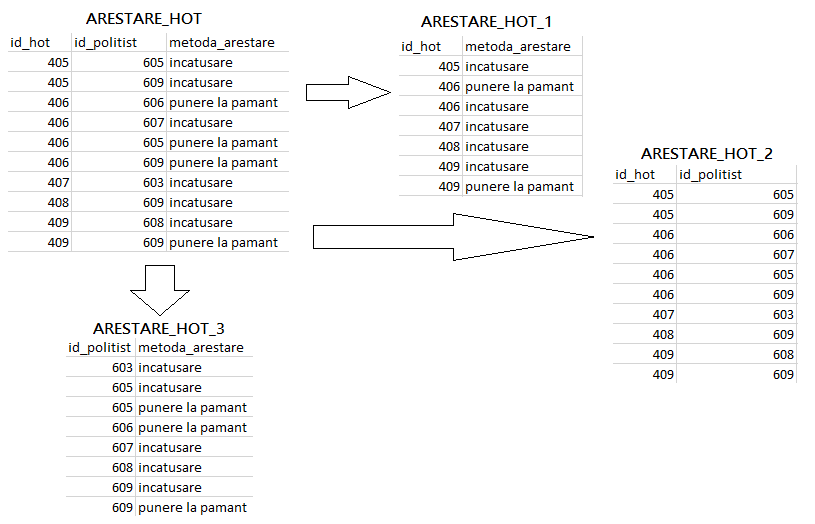 ARESTARE_HOT
id_hot id_politist metoda_arestare
405 605 incatusare
405 609 incatusare
406 606 punere la pamant
406 607 incatusare
406 605 punere la pamant
406 609 punere la pamant
407 603 incatusare
408 609 incatusare
409 608 incatusare
409 609 punere la pamant
ARESTARE_HOT_1
id_hot metoda_arestare
405 incatusare
406 punere la pamant
406 incatusare
407 incatusare
408 incatusare
409 incatusare
409 punere la pamant
ARESTARE_HOT_2
id_hot id_politist
405 605
405 609
406 606
406 607
406 605
406 609
407 603
408 609
409 608
409 609
ARESTARE_HOT_3
id_politist metoda_arestare
603 incatusare
605 incatusare
605 punere la pamant
606 punere la pamant
607 incatusare
608 incatusare
609 incatusare
609 punere la pamant